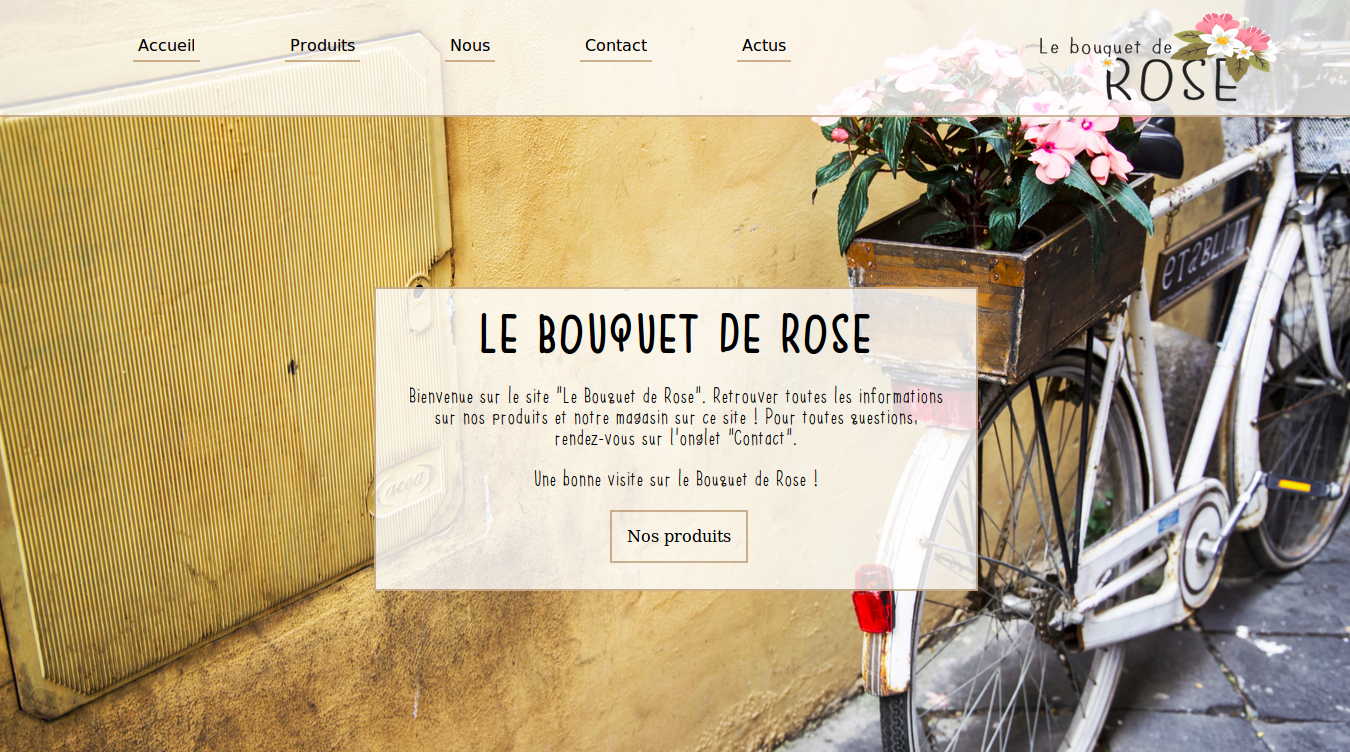 Accueil Produits Nous Contact Actus
Le bouquet de
ROSE
ETABLI
LE BOUQUET DE ROSE
Bienvenue sur le site "Le Bouquet de Rose". Retrouver toutes les informations
sur nos produits et notre magasin sur ce site ! Pour toutes questions,
rendez-vous sur l'onglet "Contact".
Une bonne visite sur le Bouquet de Rose !
Nos produits